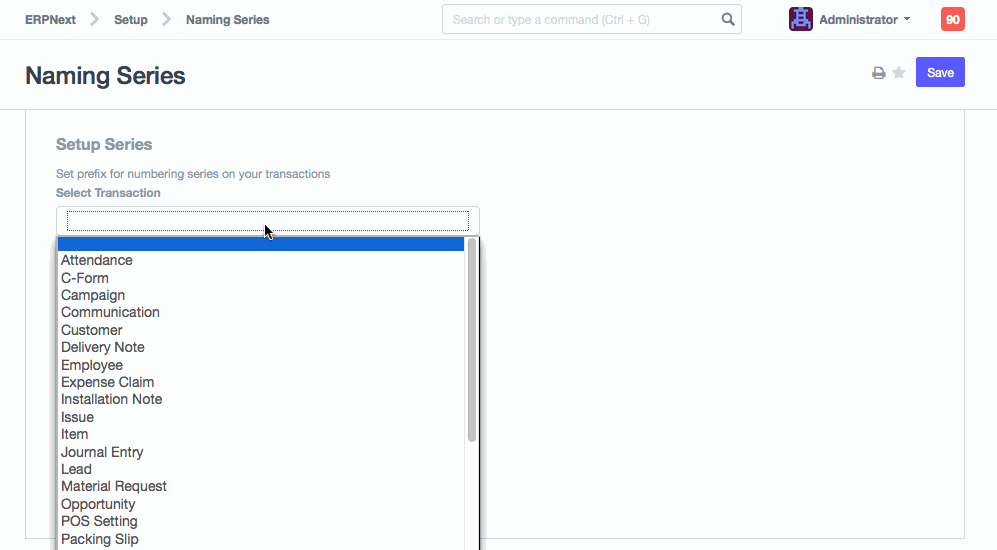 ERPNext Setup Naming Series Search or type a command (Ctrl + G) Administrator 90
Naming Series Save
Setup Series
Set prefix for numbering series on your transactions
Select Transaction
Attendance
C-Form
Campaign
Communication
Customer
Delivery Note
Employee
Expense Claim
Installation Note
Issue
Item
Journal Entry
Lead
Material Request
Opportunity
POS Setting
Packing Slip